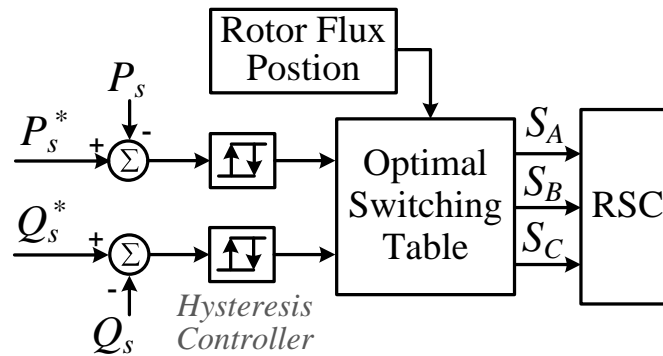 Rotor Flux
Postion
P_s
-
P_s^*
+
Σ
Optimal
Switching
Table
S_A
S_B
S_C
RSC
Q_s^*
+
Σ
-
Q_s
Hysteresis
Controller